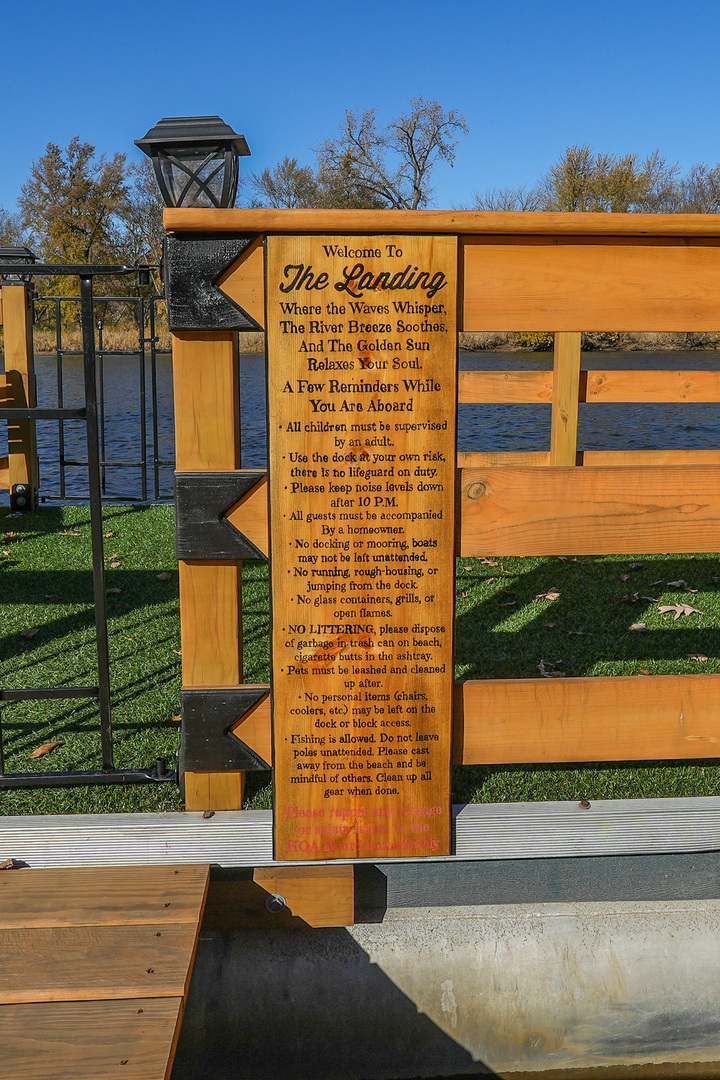 Welcome To
The Landing
Where the Waves Whisper,
The River Breeze Soothes,
And The Golden Sun
Relaxes Your Soul.
A Few Reminders While
You Are Aboard
· All children must be supervised
by an adult.
· Use the dock at your own risk,
there is no lifeguard on duty.
· Please keep noise levels down
after 10 P.M.
· All guests must be accompanied
By a homeowner.
· No docking or mooring, boats
may not be left unattended.
· No running, rough-housing, or
jumping from the dock.
· No glass containers, grills, or
open flames.
· NO LITTERING, please dispose
of garbage in trash can on beach,
cigarette butts in the ashtray.
· Pets must be leashed and cleaned
up after.
· No personal items (chairs,
coolers, etc.) may be left on the
dock or block access.
· Fishing is allowed. Do not leave
poles unattended. Please cast
away from the beach and be
mindful of others. Clean up all
gear when done.
Please report any
to the
HOA